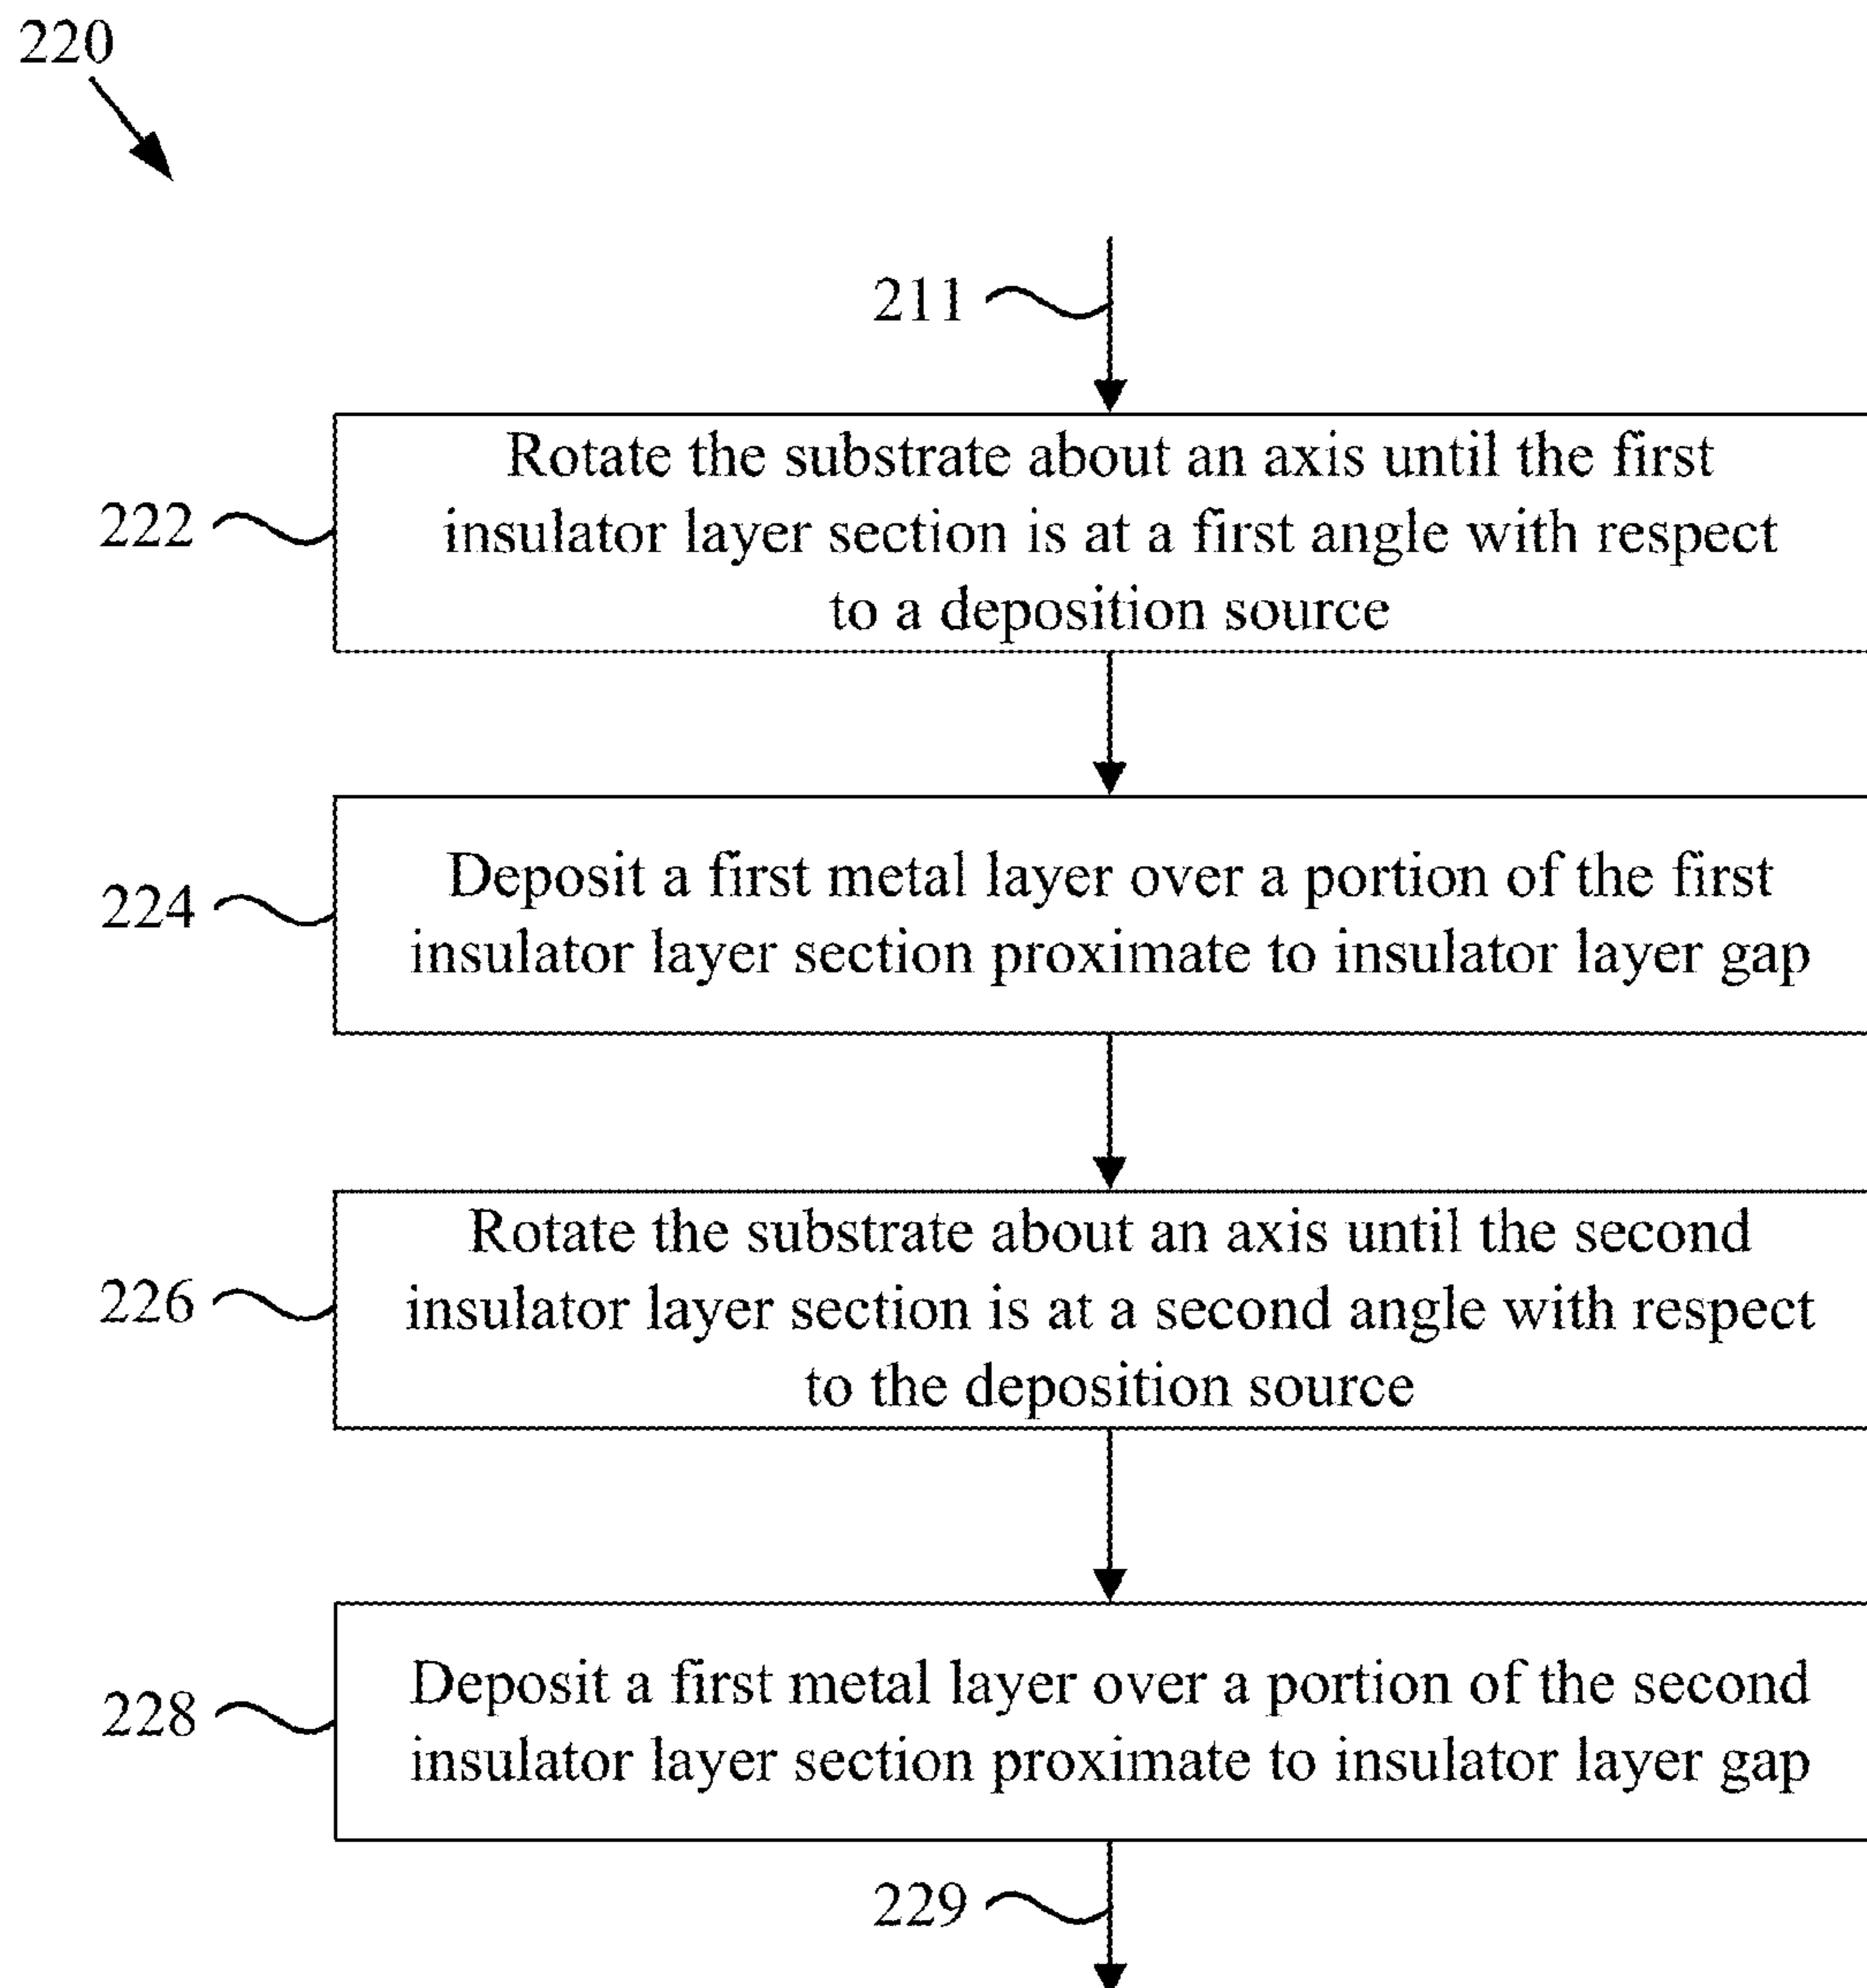 220
211
Rotate the substrate about an axis until the first
222
insulator layer section is at a first angle with respect
to a deposition source
Deposit a first metal layer over a portion of the first
224
insulator layer section proximate to insulator layer gap
Rotate the substrate about an axis until the second
226
insulator layer section is at a second angle with respect
to the deposition source
Deposit a first metal layer over a portion of the second
228
insulator layer section proximate to insulator layer gap
229